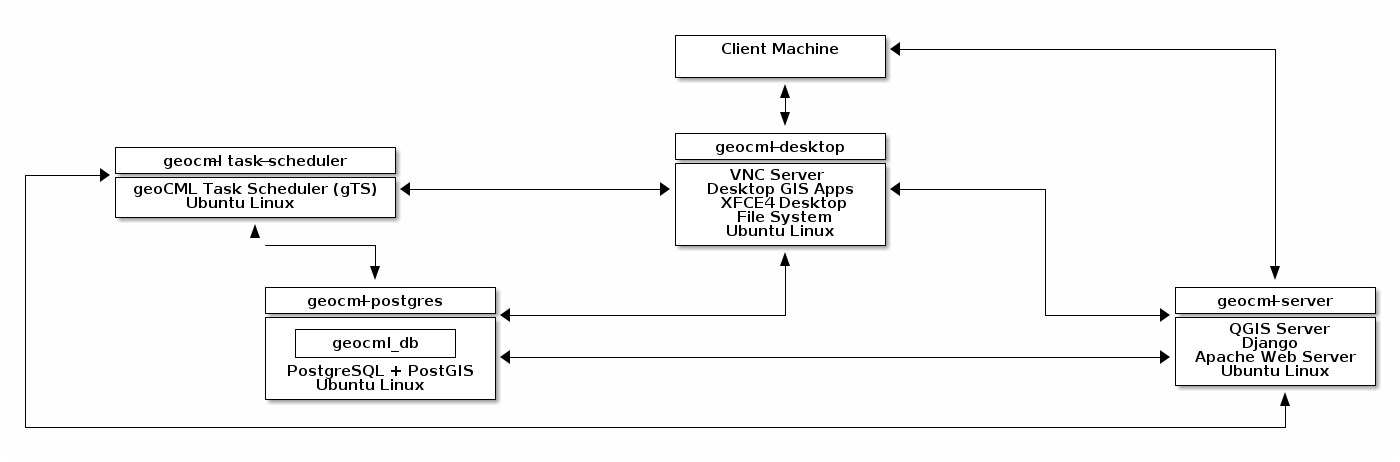 Client Machine
geocml-desktop
VNC Server
Desktop GIS Apps
XFCE4 Desktop
File System
Ubuntu Linux
geocml task-scheduler
geoCML Task Scheduler (gTS)
Ubuntu Linux
geocml-postgres
geocml_db
PostgreSQL + PostGIS
Ubuntu Linux
geocml-server
QGIS Server
Django
Apache Web Server
Ubuntu Linux